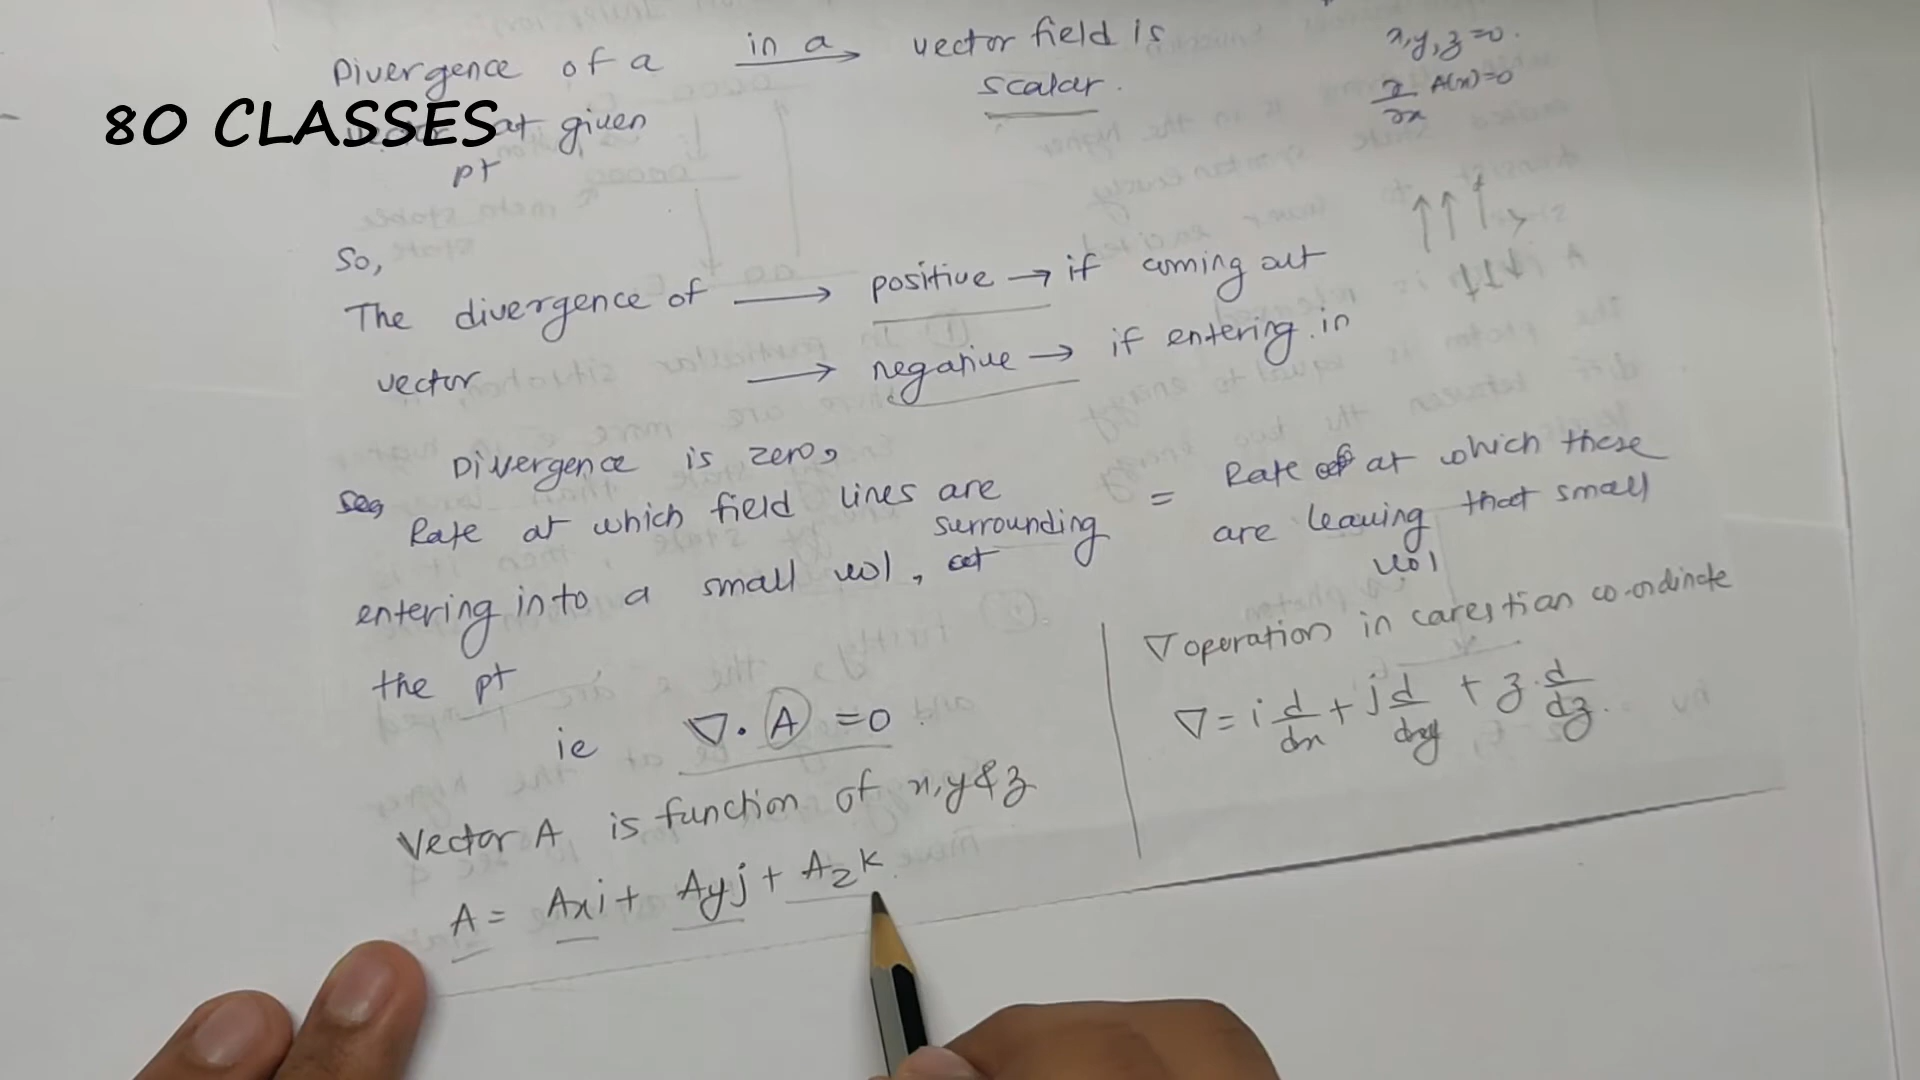 Divergence of a in a → vector field is
scalar.
80 CLASSES
at given
pt
x, y, z = 0.
∂/∂x A(x) = 0
So,
The divergence of → positive → if coming out
vector → negative → if entering in
Divergence is zero,
Rate at which field lines are
surrounding
entering into a small vol,
the pt
= Rate at which these
are leaving that small
vol
ie ∇. A = 0
Vector A is function of x, y & z
A = Axi + Ayj + Azk
∇ operation in carestian co-ordincte
∇ = i d/dx + j d/dy + z. d/dz.